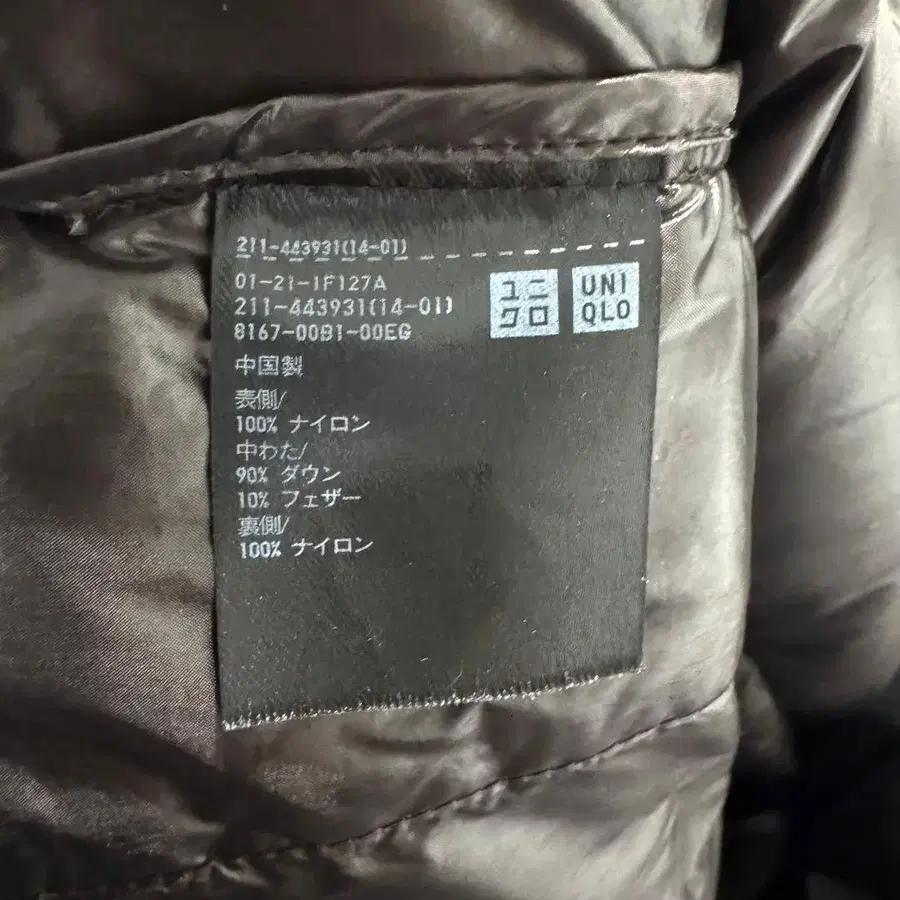 211-443931(14-01)
01-21-1F127A
211-443931(14-01)
8167-00B1-00EG
ユニ
クロ
UNI
QLO
中国製
表側/
100% ナイロン
中わた/
90% ダウン
10% フェザー
裏側/
100% ナイロン